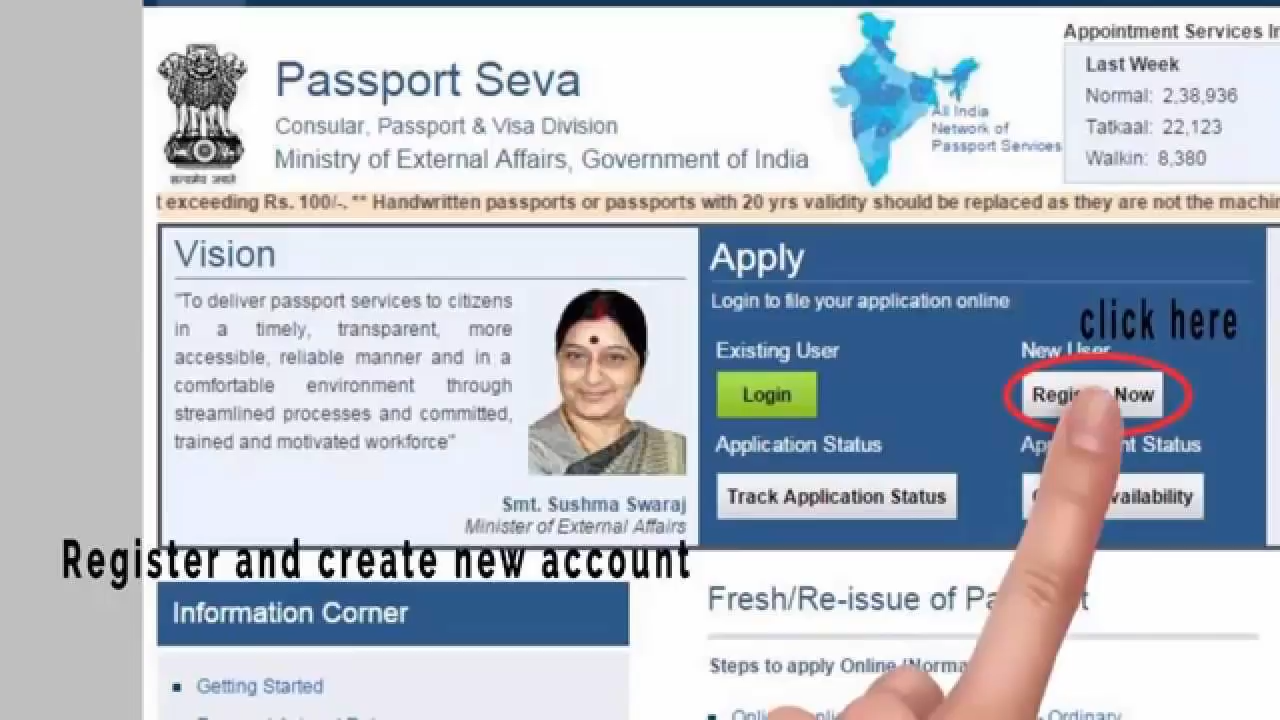 Passport Seva
Consular, Passport & Visa Division
Ministry of External Affairs, Government of India
सत्यमेव जयते
All India
Network of
Passport Services
Appointment Services
Last Week
Normal: 2,38,936
Tatkaal: 22,123
Walkin: 8,380
t exceeding Rs. 100/-. ** Handwritten passports or passports with 20 yrs validity should be replaced as they are not the machin
Vision
"To deliver passport services to citizens
in a timely, transparent, more
accessible, reliable manner and in a
comfortable environment through
streamlined processes and committed,
trained and motivated workforce"
Smt. Sushma Swaraj
Minister of External Affairs
Apply
Login to file your application online
click here
Existing User
New User
Login
Now
Application Status
Status
Track Application Status
Register and create new account
Information Corner
Getting Started
Fresh/Re-issue of
Steps to apply Online
Ordinary